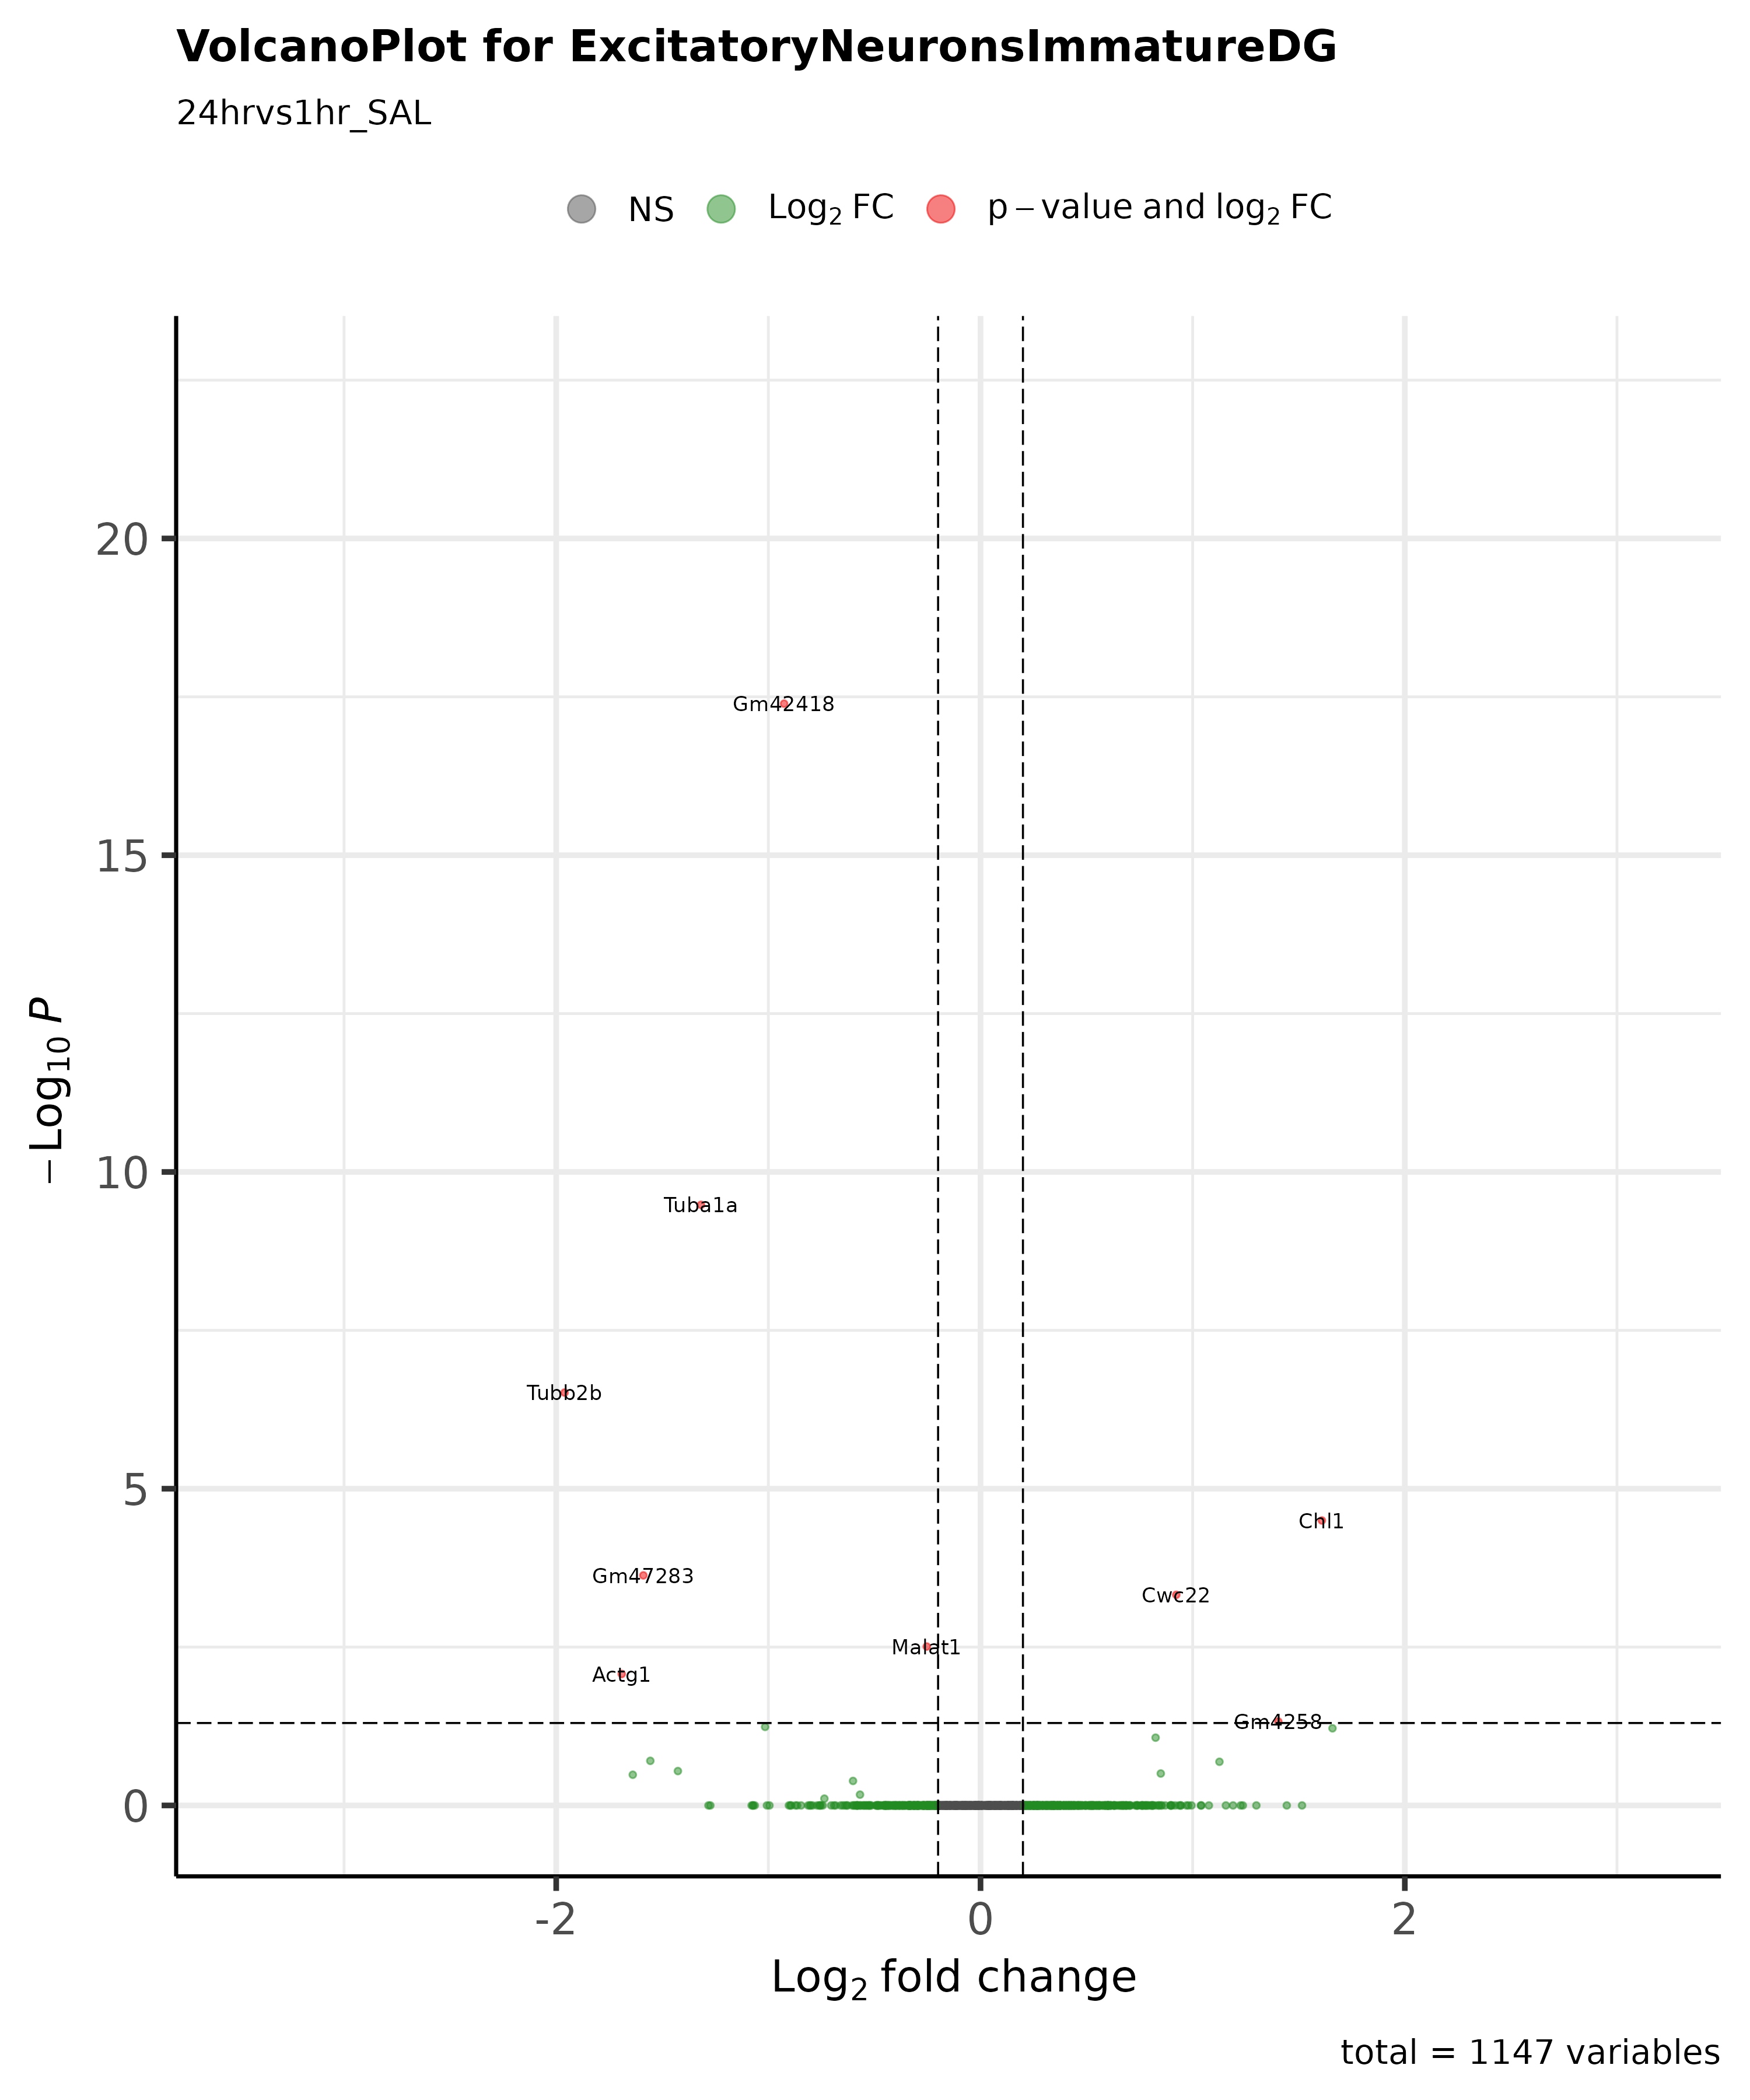 VolcanoPlot for ExcitatoryNeuronsImmatureDG
24hrvs1hr_SAL
NS Log2 FC p – value and log2 FC
20
15
10
5
0
– Log10 P
Gm42418
Tuba1a
Tubb2b
Chl1
Gm47283
Cwc22
Malat1
Actg1
Gm4258
-2 0 2
Log2 fold change
total = 1147 variables